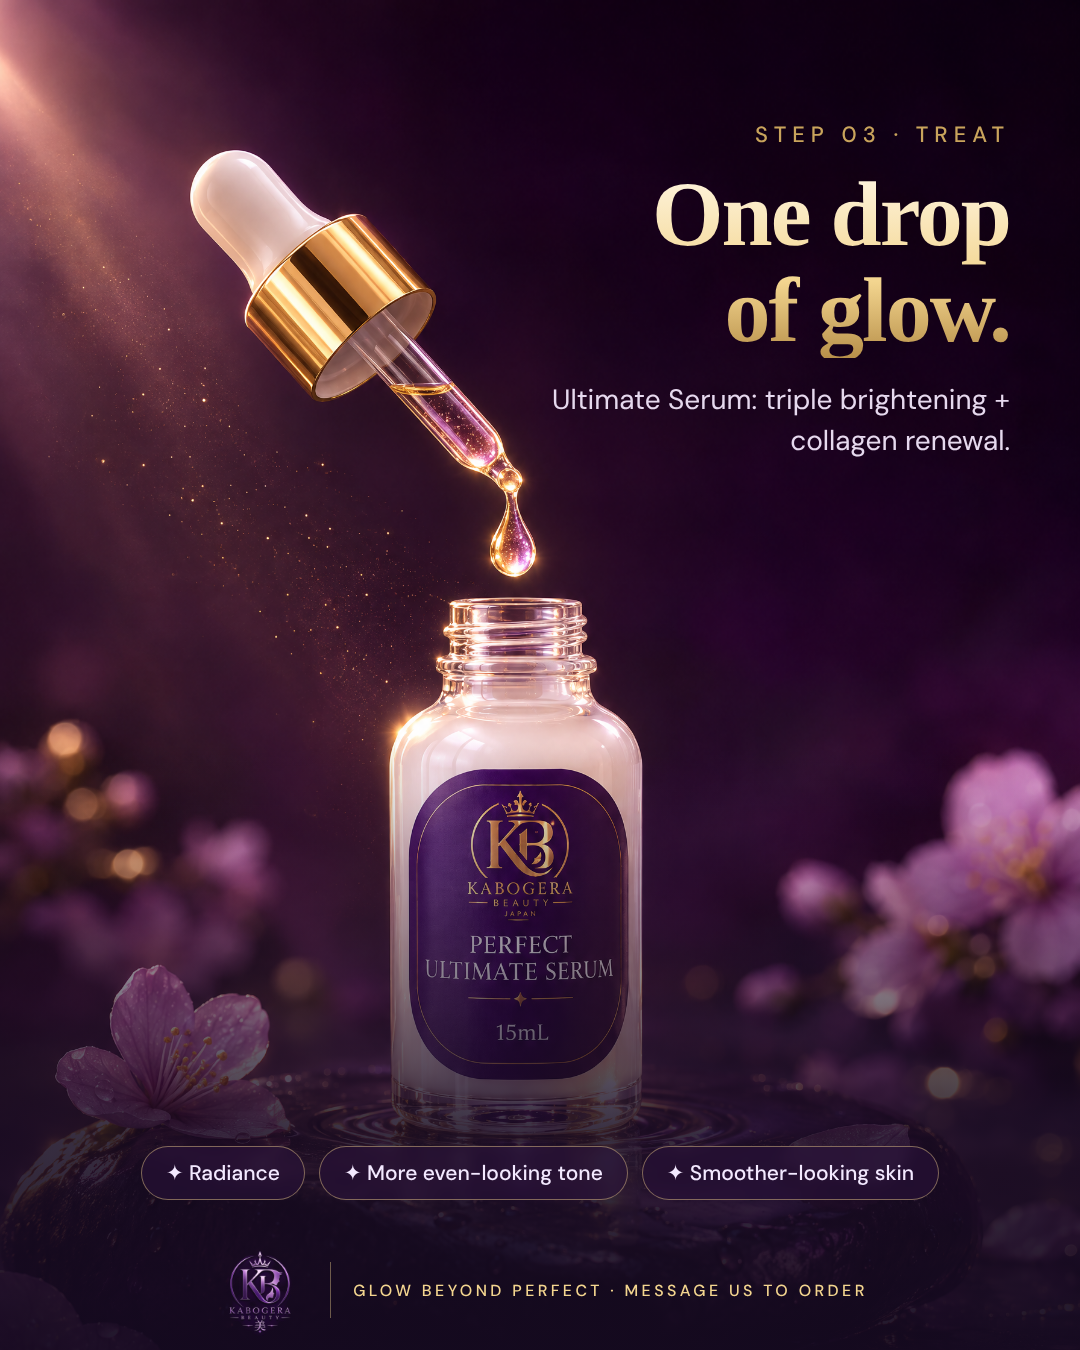 STEP 03 · TREAT
One drop
of glow.
Ultimate Serum: triple brightening +
collagen renewal.
KB
KABOGERA
BEAUTY
JAPAN
PERFECT
ULTIMATE SERUM
15mL
✦ Radiance
✦ More even-looking tone
✦ Smoother-looking skin
KB
KABOGERA
BEAUTY
美
GLOW BEYOND PERFECT · MESSAGE US TO ORDER